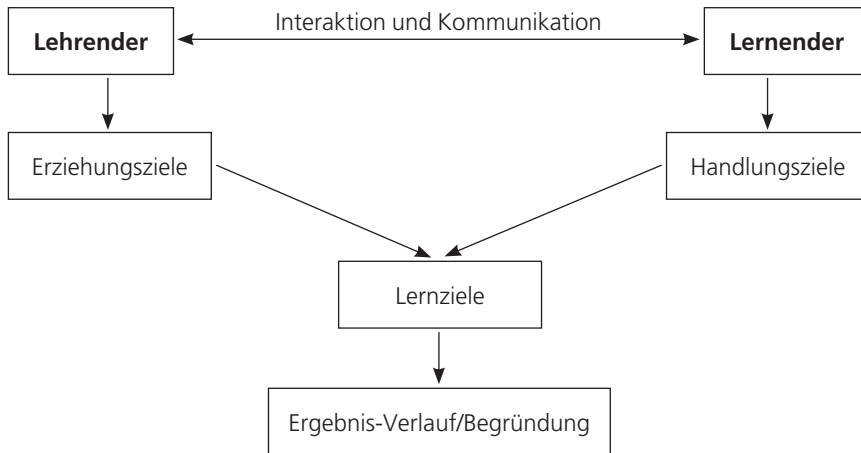 Interaktion und Kommunikation
Lehrender
Lernender
Erziehungsziele
Handlungsziele
Lernziele
Ergebnis-Verlauf/Begründung